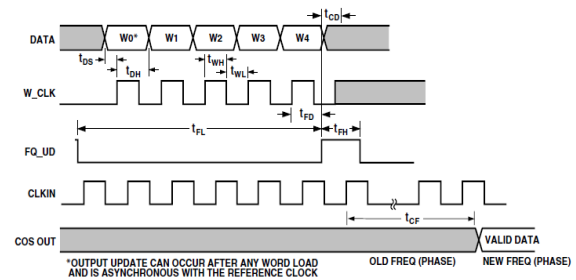 DATA W0* W1 W2 W3 W4 tCD
tDS tDH tWH tWL
W_CLK
tFD
tFL tFH
FQ_UD
CLKIN
tCF
COS OUT VALID DATA
*OUTPUT UPDATE CAN OCCUR AFTER ANY WORD LOAD OLD FREQ (PHASE) NEW FREQ (PHASE)
AND IS ASYNCHRONOUS WITH THE REFERENCE CLOCK